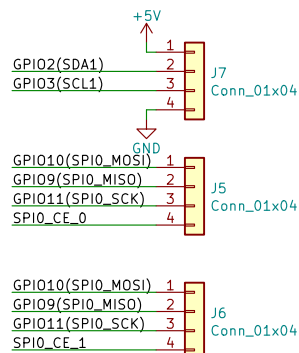 +5V
1
GPIO2(SDA1) 2 J7
GPIO3(SCL1) 3 Conn_01x04
4
GND
GPIO10(SPI0_MOSI) 1
GPIO9(SPI0_MISO) 2 J5
GPIO11(SPI0_SCK) 3 Conn_01x04
SPI0_CE_0 4
GPIO10(SPI0_MOSI) 1
GPIO9(SPI0_MISO) 2 J6
GPIO11(SPI0_SCK) 3 Conn_01x04
SPI0_CE_1 4